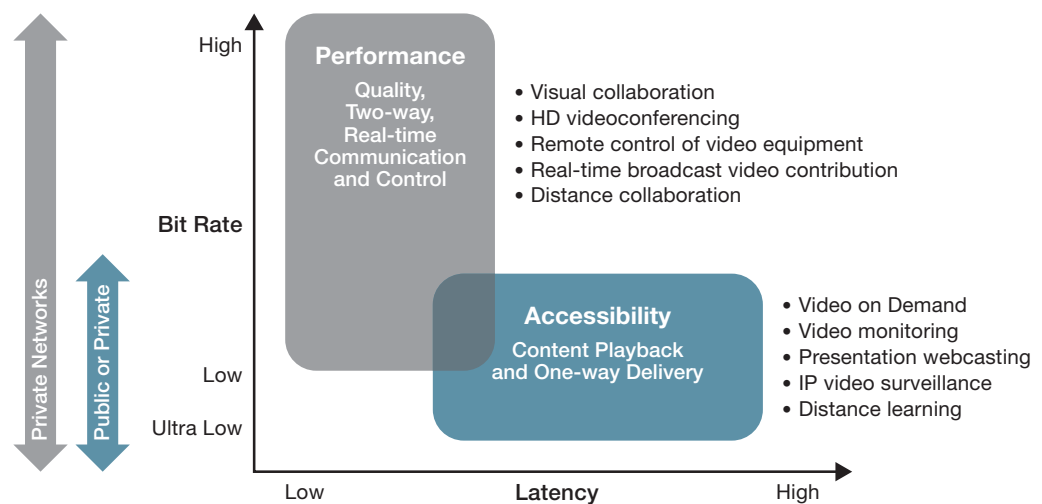 High
Performance
Quality,
Two-way,
Real-time
Communication
and Control
• Visual collaboration
• HD videoconferencing
• Remote control of video equipment
• Real-time broadcast video contribution
• Distance collaboration
Bit Rate
Private Networks
Public or Private
Accessibility
Content Playback
and One-way Delivery
• Video on Demand
• Video monitoring
• Presentation webcasting
• IP video surveillance
• Distance learning
Low
Ultra Low
Low
Latency
High